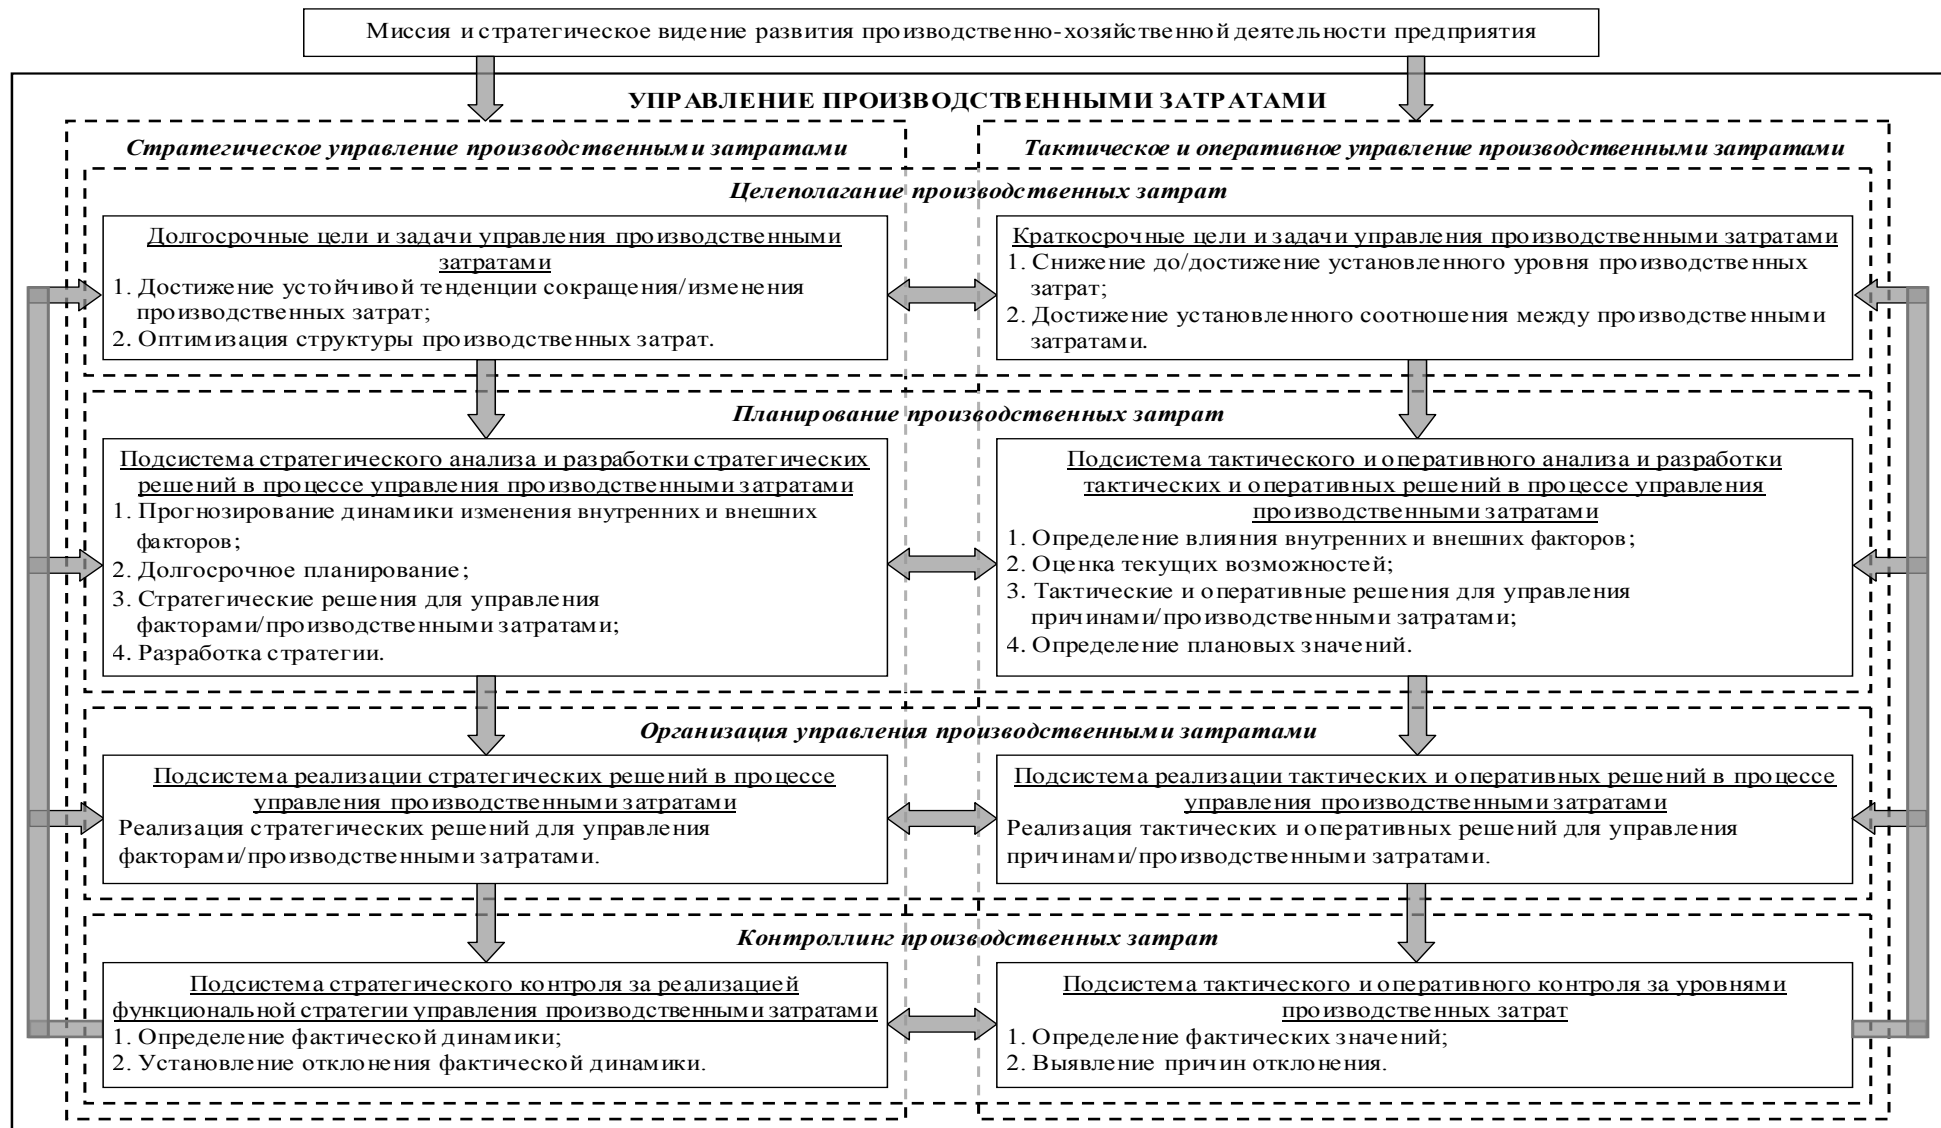 Миссия и стратегическое видение развития производственно-хозяйственной деятельности предприятия
УПРАВЛЕНИЕ ПРОИЗВОДСТВЕННЫМИ ЗАТРАТАМИ
Стратегическое управление производственными затратами
Тактическое и оперативное управление производственными затратами
Целеполагание производственных затрат
Долгосрочные цели и задачи управления производственными
затратами
1. Достижение устойчивой тенденции сокращения/изменения
производственных затрат;
2. Оптимизация структуры производственных затрат.
Краткосрочные цели и задачи управления производственными затратами
1. Снижение до/достижение установленного уровня производственных
затрат;
2. Достижение установленного соотношения между производственными
затратами.
Планирование производственных затрат
Подсистема стратегического анализа и разработки стратегических
решений в процессе управления производственными затратами
1. Прогнозирование динамики изменения внутренних и внешних
факторов;
2. Долгосрочное планирование;
3. Стратегические решения для управления
факторами/производственными затратами;
4. Разработка стратегии.
Подсистема тактического и оперативного анализа и разработки
тактических и оперативных решений в процессе управления
производственными затратами
1. Определение влияния внутренних и внешних факторов;
2. Оценка текущих возможностей;
3. Тактические и оперативные решения для управления
причинами/производственными затратами;
4. Определение плановых значений.
Организация управления производственными затратами
Подсистема реализации стратегических решений в процессе
управления производственными затратами
Реализация стратегических решений для управления
факторами/производственными затратами.
Подсистема реализации тактических и оперативных решений в процессе
управления производственными затратами
Реализация тактических и оперативных решений для управления
причинами/производственными затратами.
Контроллинг производственных затрат
Подсистема стратегического контроля за реализацией
функциональной стратегии управления производственными затратами
1. Определение фактической динамики;
2. Установление отклонения фактической динамики.
Подсистема тактического и оперативного контроля за уровнями
производственных затрат
1. Определение фактических значений;
2. Выявление причин отклонения.